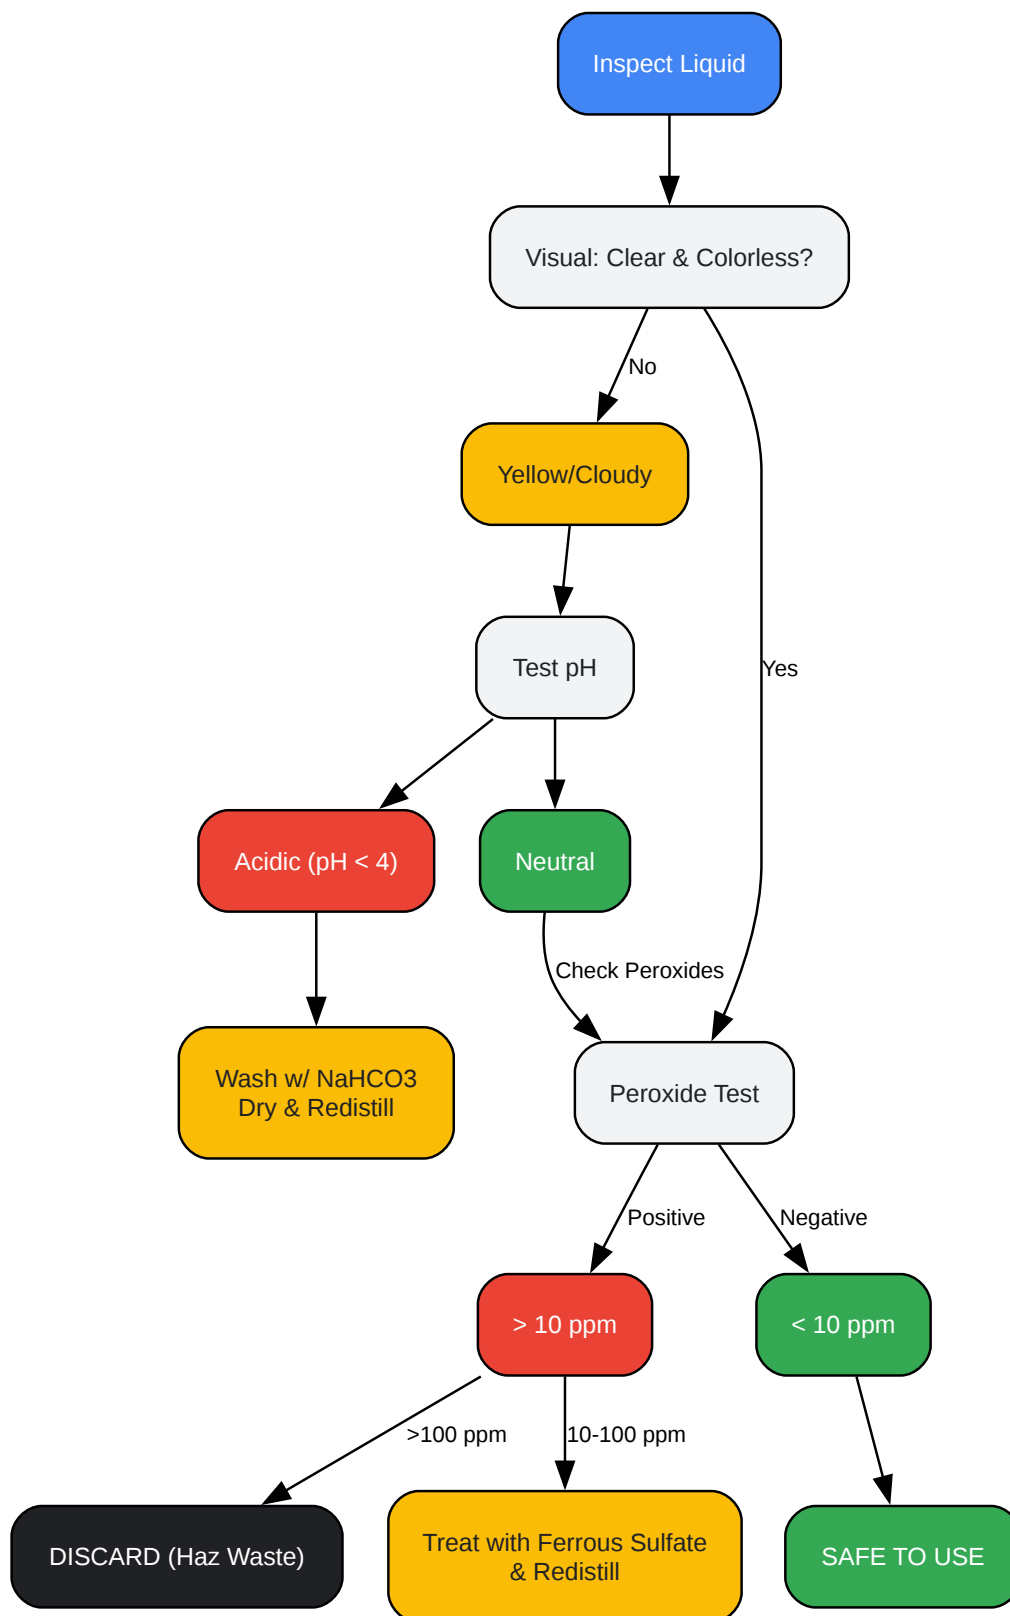 Inspect Liquid
Visual: Clear & Colorless?
No
Yellow/Cloudy
Test pH
Yes
Acidic (pH < 4)
Neutral
Check Peroxides
Wash w/ NaHCO3
Dry & Redistill
Peroxide Test
Positive
Negative
> 10 ppm
< 10 ppm
>100 ppm
10-100 ppm
DISCARD (Haz Waste)
Treat with Ferrous Sulfate
& Redistill
SAFE TO USE